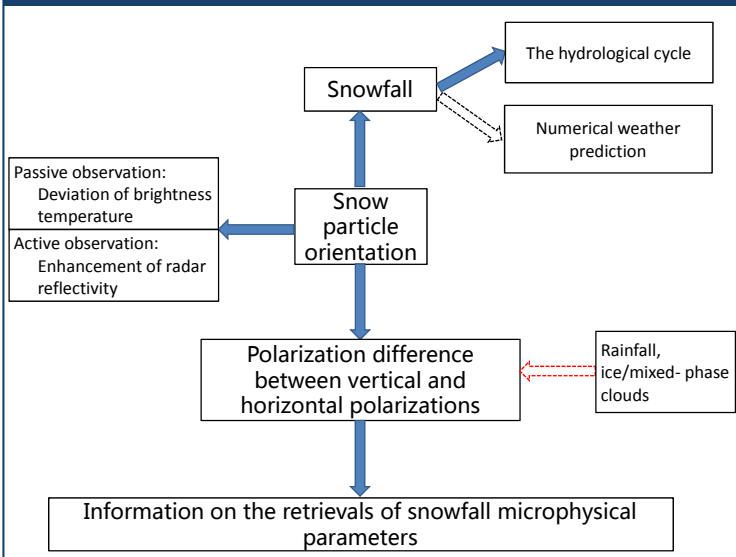 The hydrological cycle
Snowfall
Numerical weather
prediction
Passive observation:
Deviation of brightness
temperature
Active observation:
Enhancement of radar
reflectivity
Snow
particle
orientation
Polarization difference
between vertical and
horizontal polarizations
Rainfall,
ice/mixed- phase
clouds
Information on the retrievals of snowfall microphysical
parameters